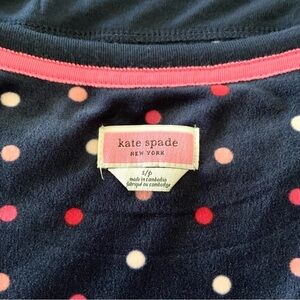 kate spade
NEW YORK
s/p
made in cambodia
fabriqué au cambodge